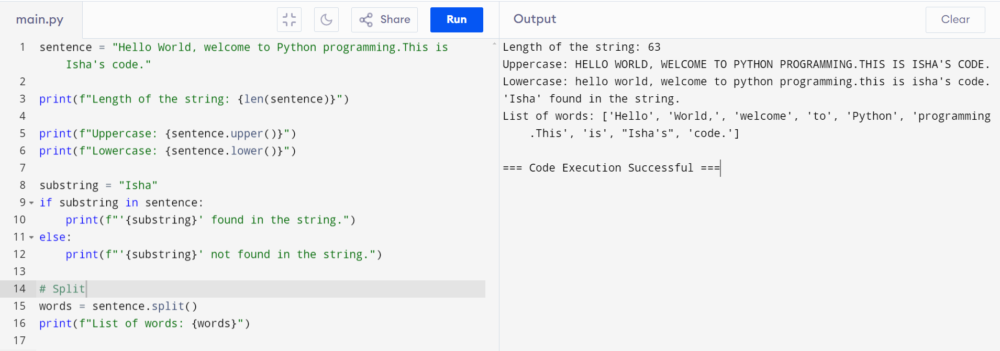 main.py
Share
Run
1 sentence = "Hello World, welcome to Python programming.This is
Isha's code."
2
3 print(f"Length of the string: {len(sentence)}")
4
5 print(f"Uppercase: {sentence.upper()}")
6 print(f"Lowercase: {sentence.lower()}")
7
8 substring = "Isha"
9 if substring in sentence:
10     print(f"'{substring}' found in the string.")
11 else:
12     print(f"'{substring}' not found in the string.")
13
14 # Split
15 words = sentence.split()
16 print(f"List of words: {words}")
17
Output
Clear
Length of the string: 63
Uppercase: HELLO WORLD, WELCOME TO PYTHON PROGRAMMING.THIS IS ISHA'S CODE.
Lowercase: hello world, welcome to python programming.this is isha's code.
'Isha' found in the string.
List of words: ['Hello', 'World,', 'welcome', 'to', 'Python', 'programming
.This', 'is', "Isha's", 'code.']
=== Code Execution Successful ===